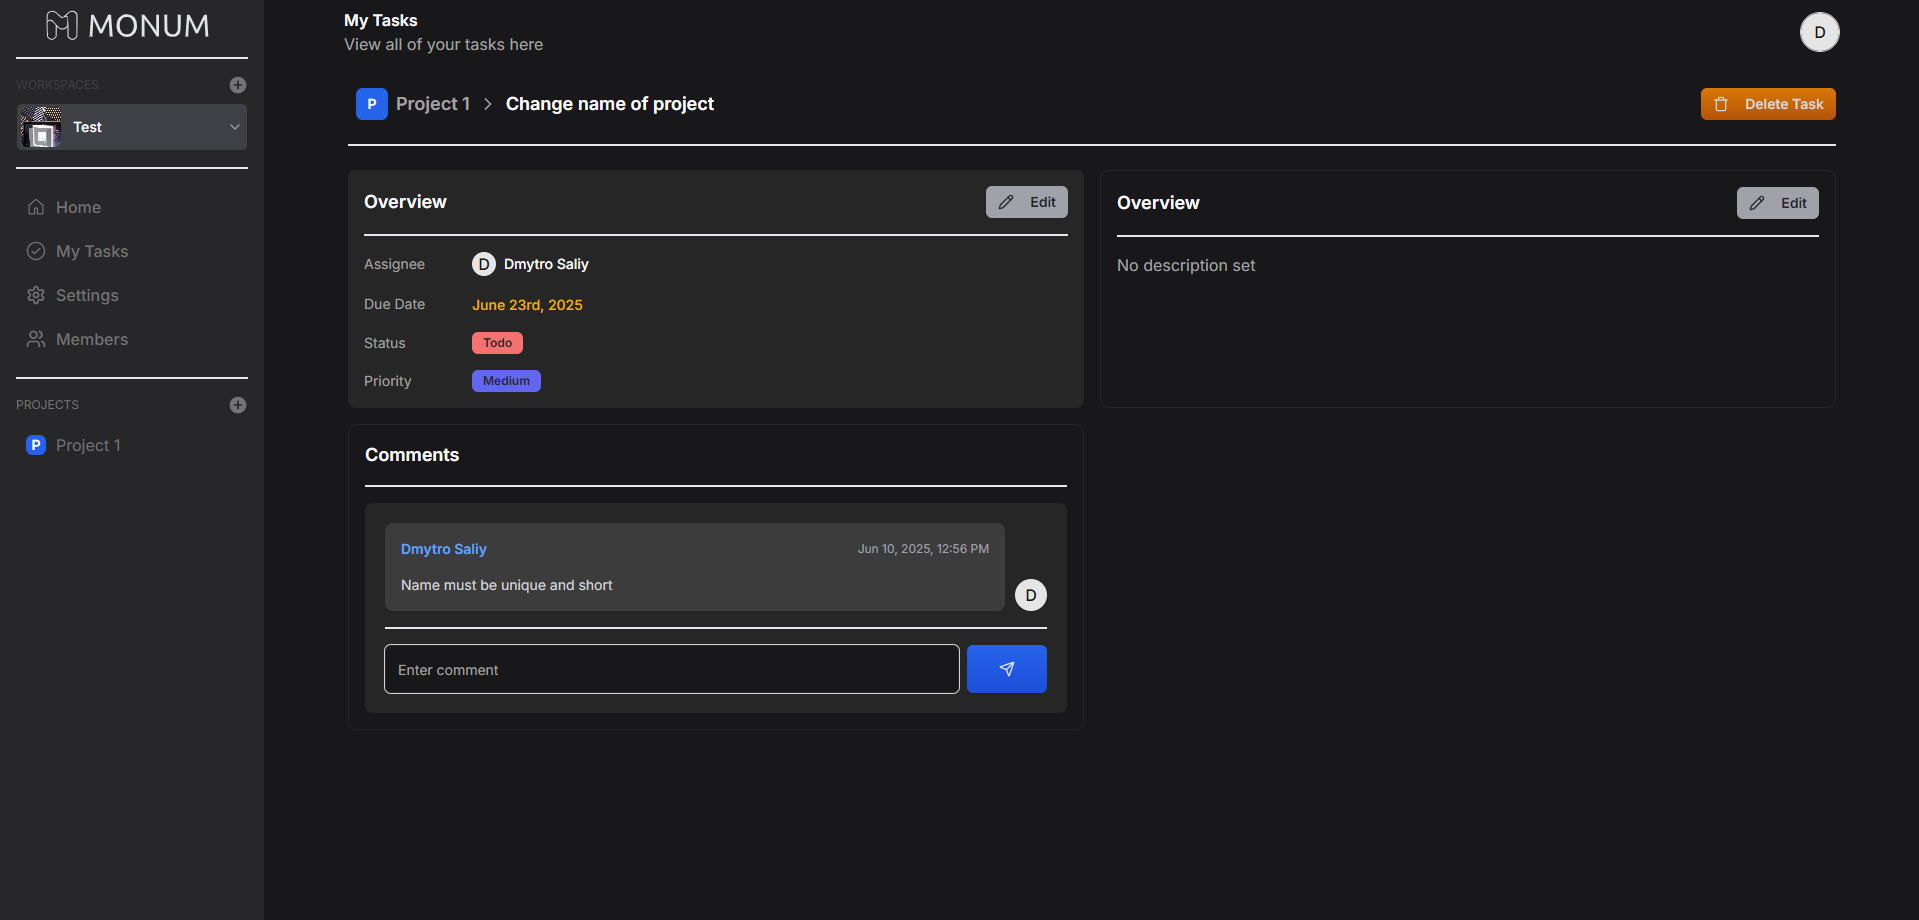 MONUM
WORKSPACES
Test
Home
My Tasks
Settings
Members
PROJECTS
P Project 1
My Tasks
View all of your tasks here
D
P Project 1 > Change name of project
Delete Task
Overview
Edit
Assignee D Dmytro Saliy
Due Date June 23rd, 2025
Status Todo
Priority Medium
Overview
Edit
No description set
Comments
Dmytro Saliy Jun 10, 2025, 12:56 PM
Name must be unique and short
D
Enter comment